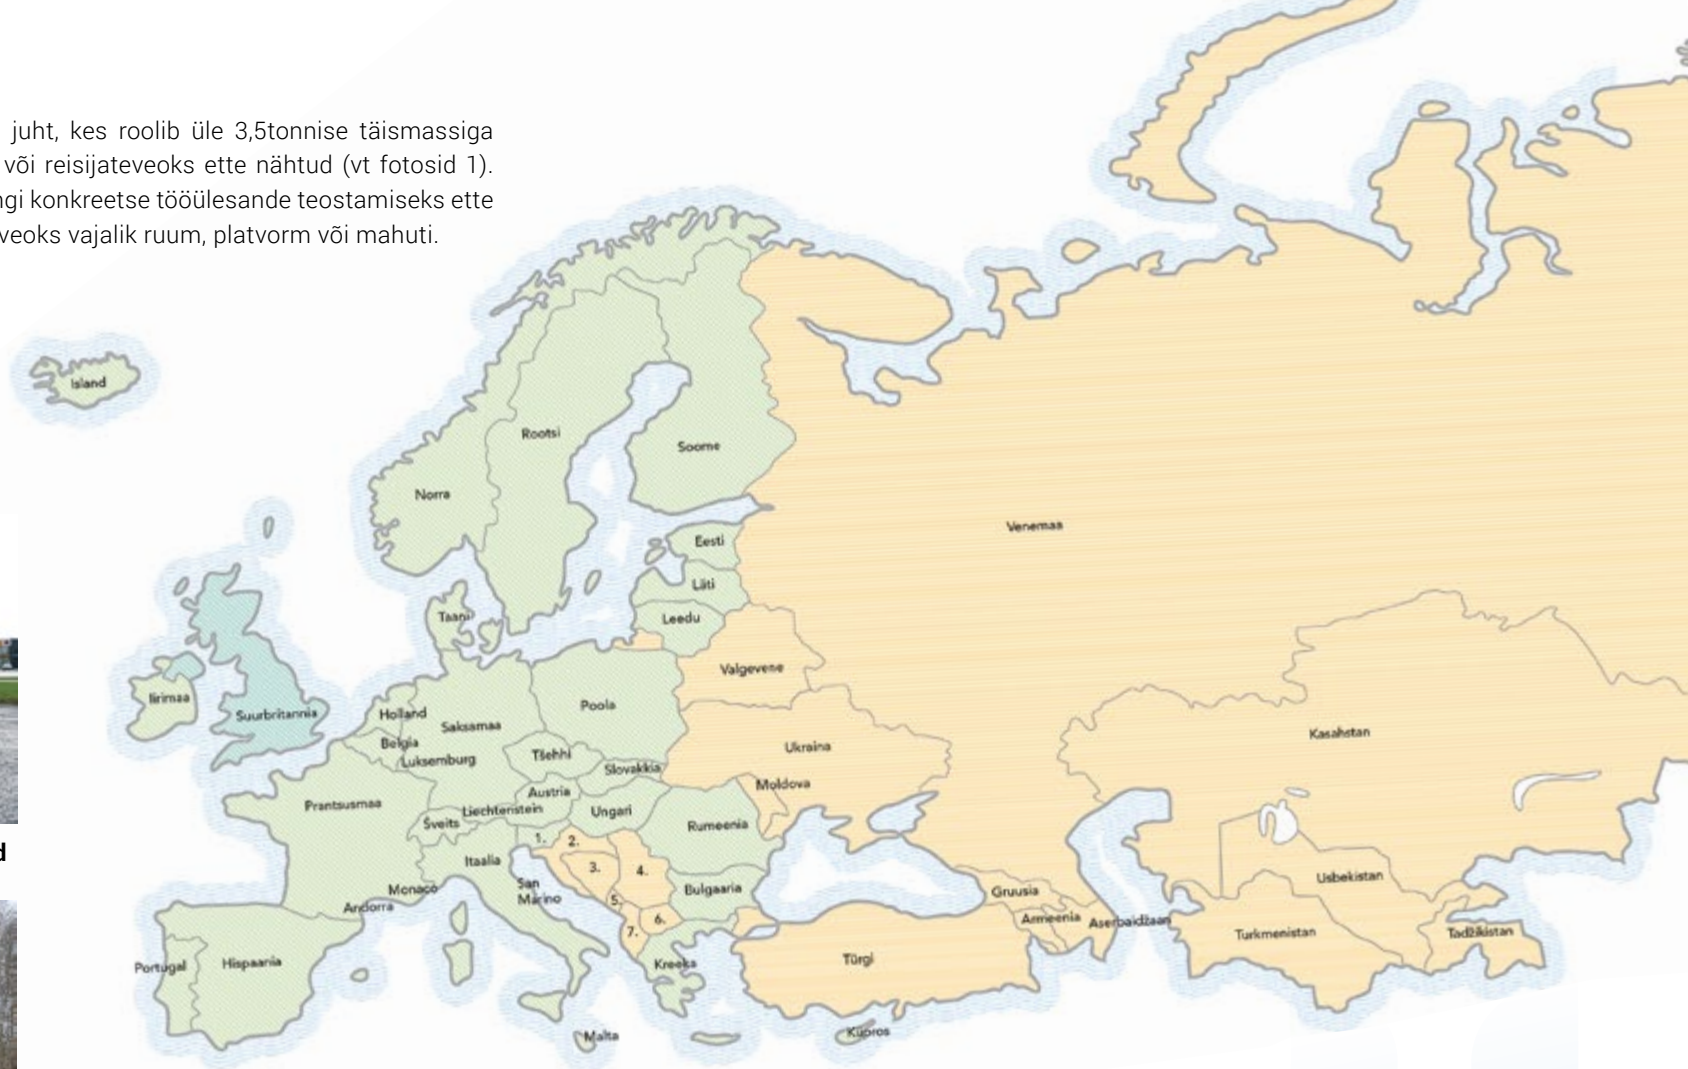 juht, kes roolib üle 3,5tonnise täismassiga
või reisijateveoks ette nähtud (vt fotosid 1).
ngi konkreetse tööülesande teostamiseks ette
veoks vajalik ruum, platvorm või mahuti.
Island
Rootsi
Soome
Norra
Venemaa
Eesti
Läti
Taani
Leedu
Valgevene
Iirimaa
Suurbritannia
Holland
Saksamaa
Poola
Belgia
Luksemburg
Tšehhi
Slovakkia
Ukraina
Kasahstan
Moldova
Prantsusmaa
Austria
Liechtenstein
Ungari
Šveits
Rumeenia
1.
2.
d
Itaalia
3.
4.
Usbekistan
Monaco
San
Marino
Bulgaaria
Gruusia
5.
Andorra
6.
Armeenia
Aserbaidžaan
7.
Turkmenistan
Tadžikistan
Portugal
Hispaania
Kreeka
Türgi
Malta
Küpros